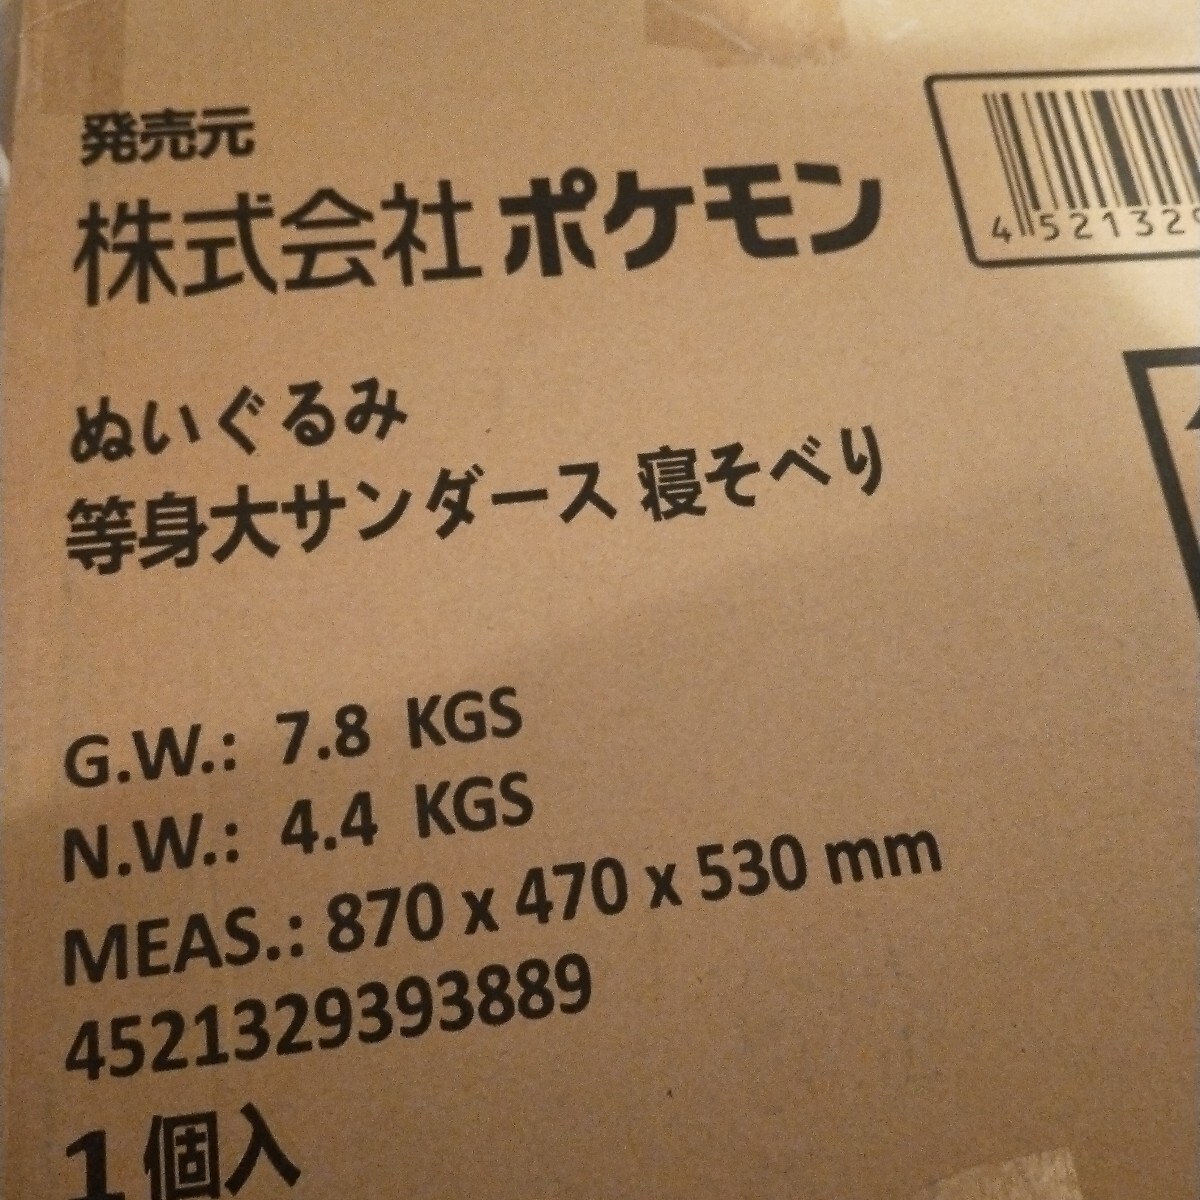 発売元
株式会社ポケモン
4521329
ぬいぐるみ
等身大サンダース 寝そべり
G.W.: 7.8 KGS
N.W.: 4.4 KGS
MEAS.: 870 x 470 x 530 mm
4521329393889
1個入